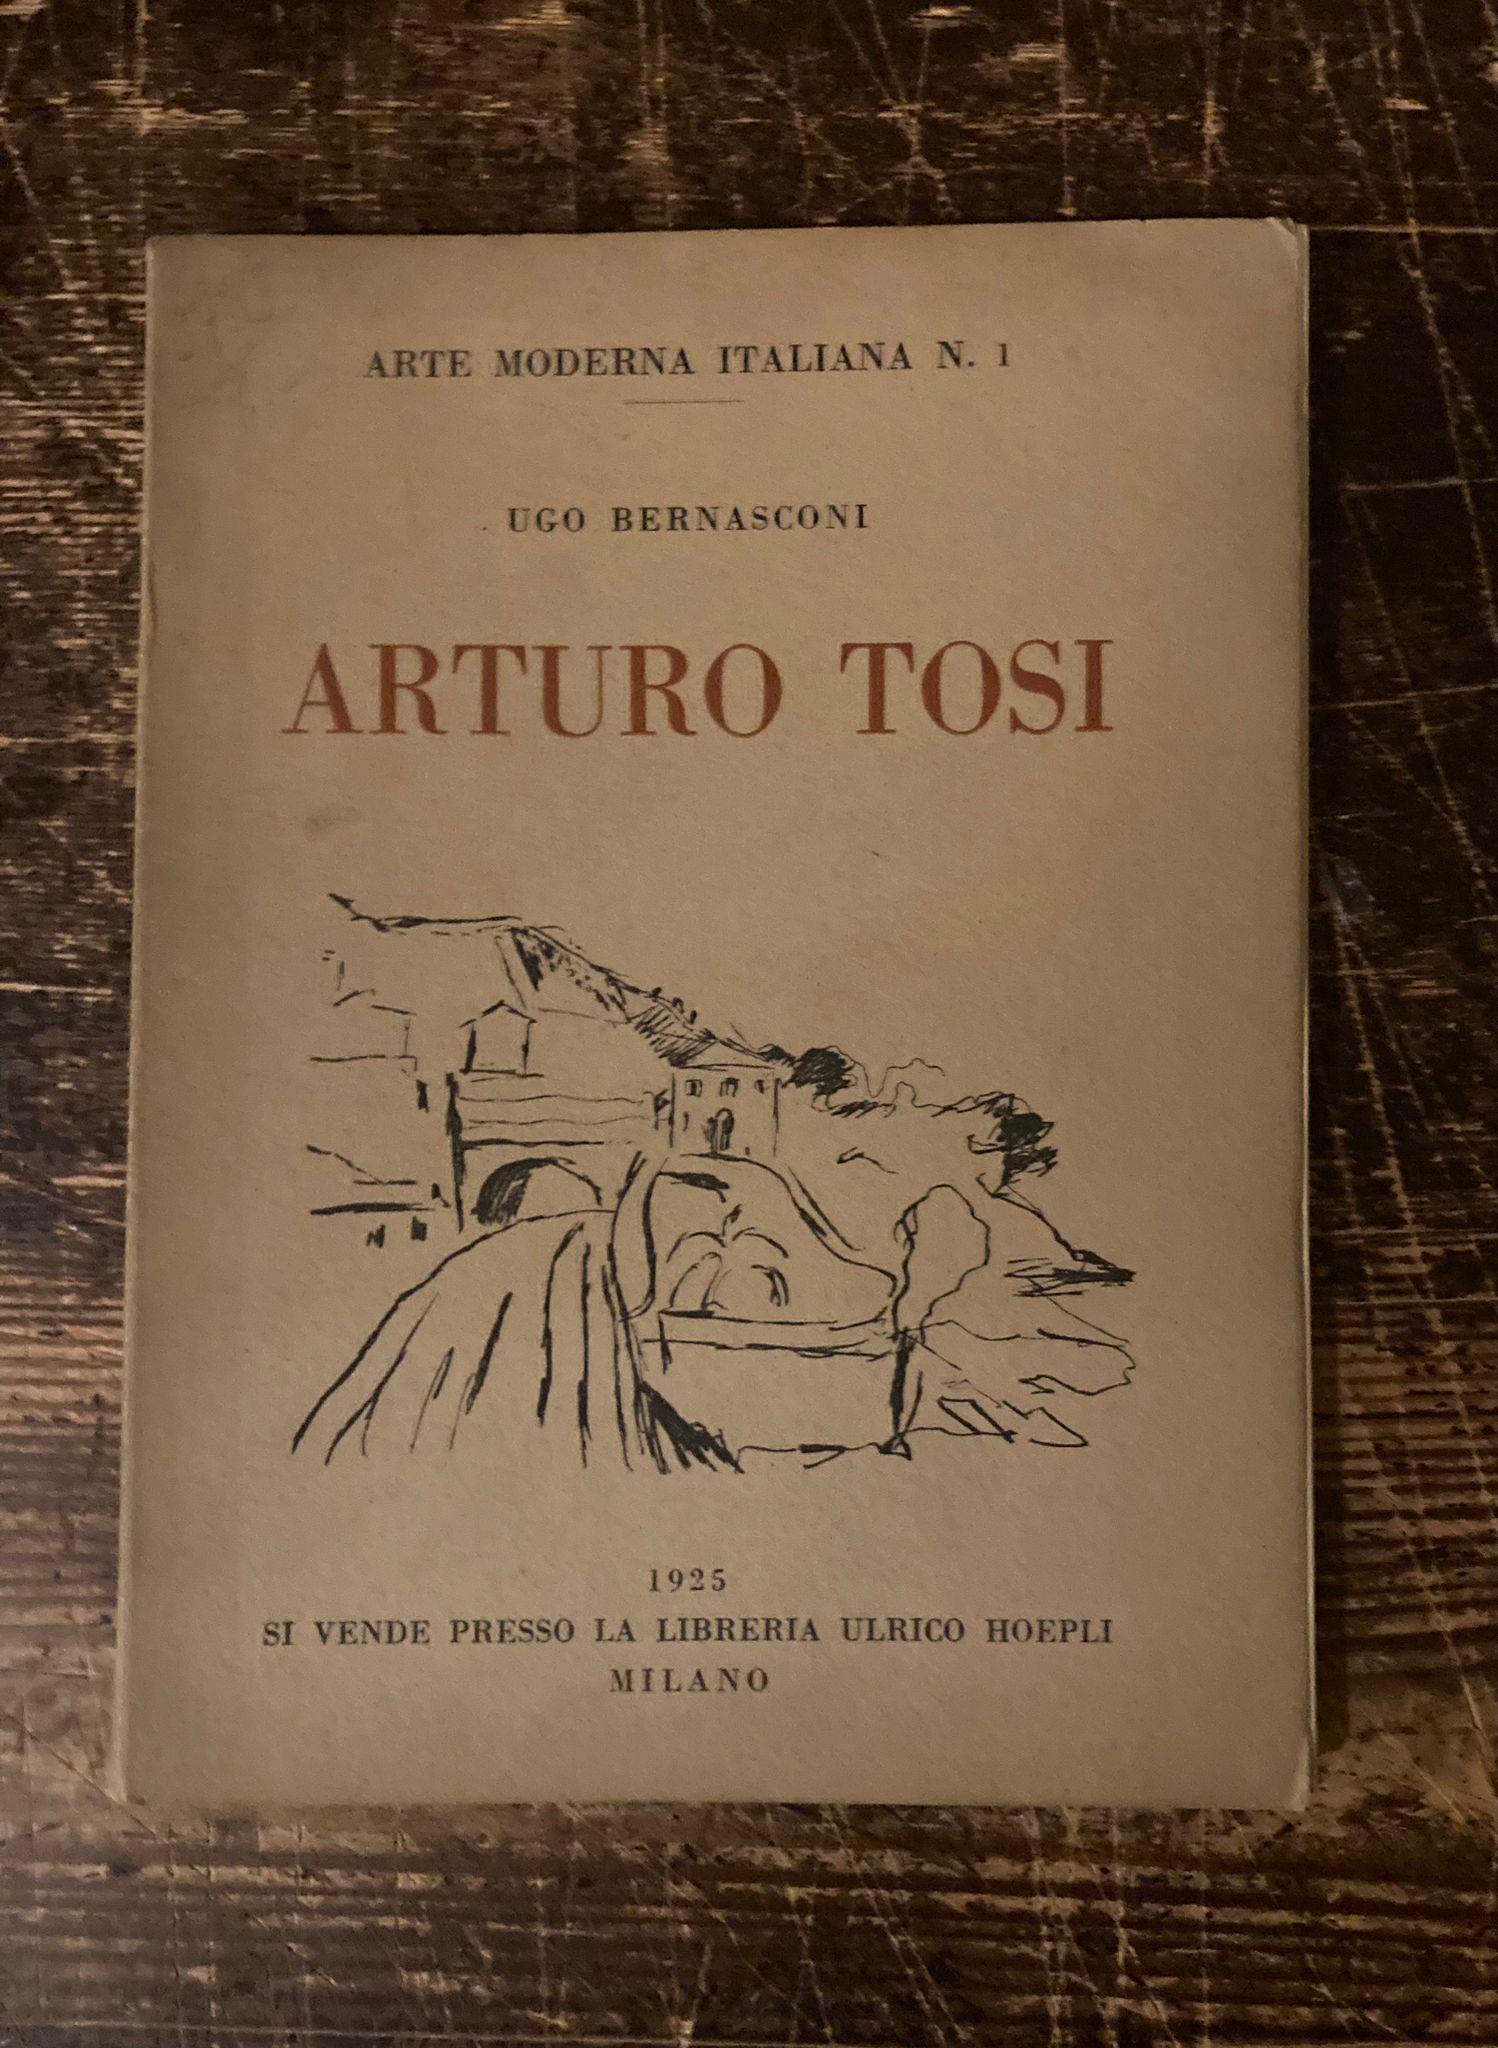 ARTE MODERNA ITALIANA N. 1
UGO BERNASCONI
ARTURO TOSI
1925
SI VENDE PRESSO LA LIBRERIA ULRICO HOEPLI
MILANO